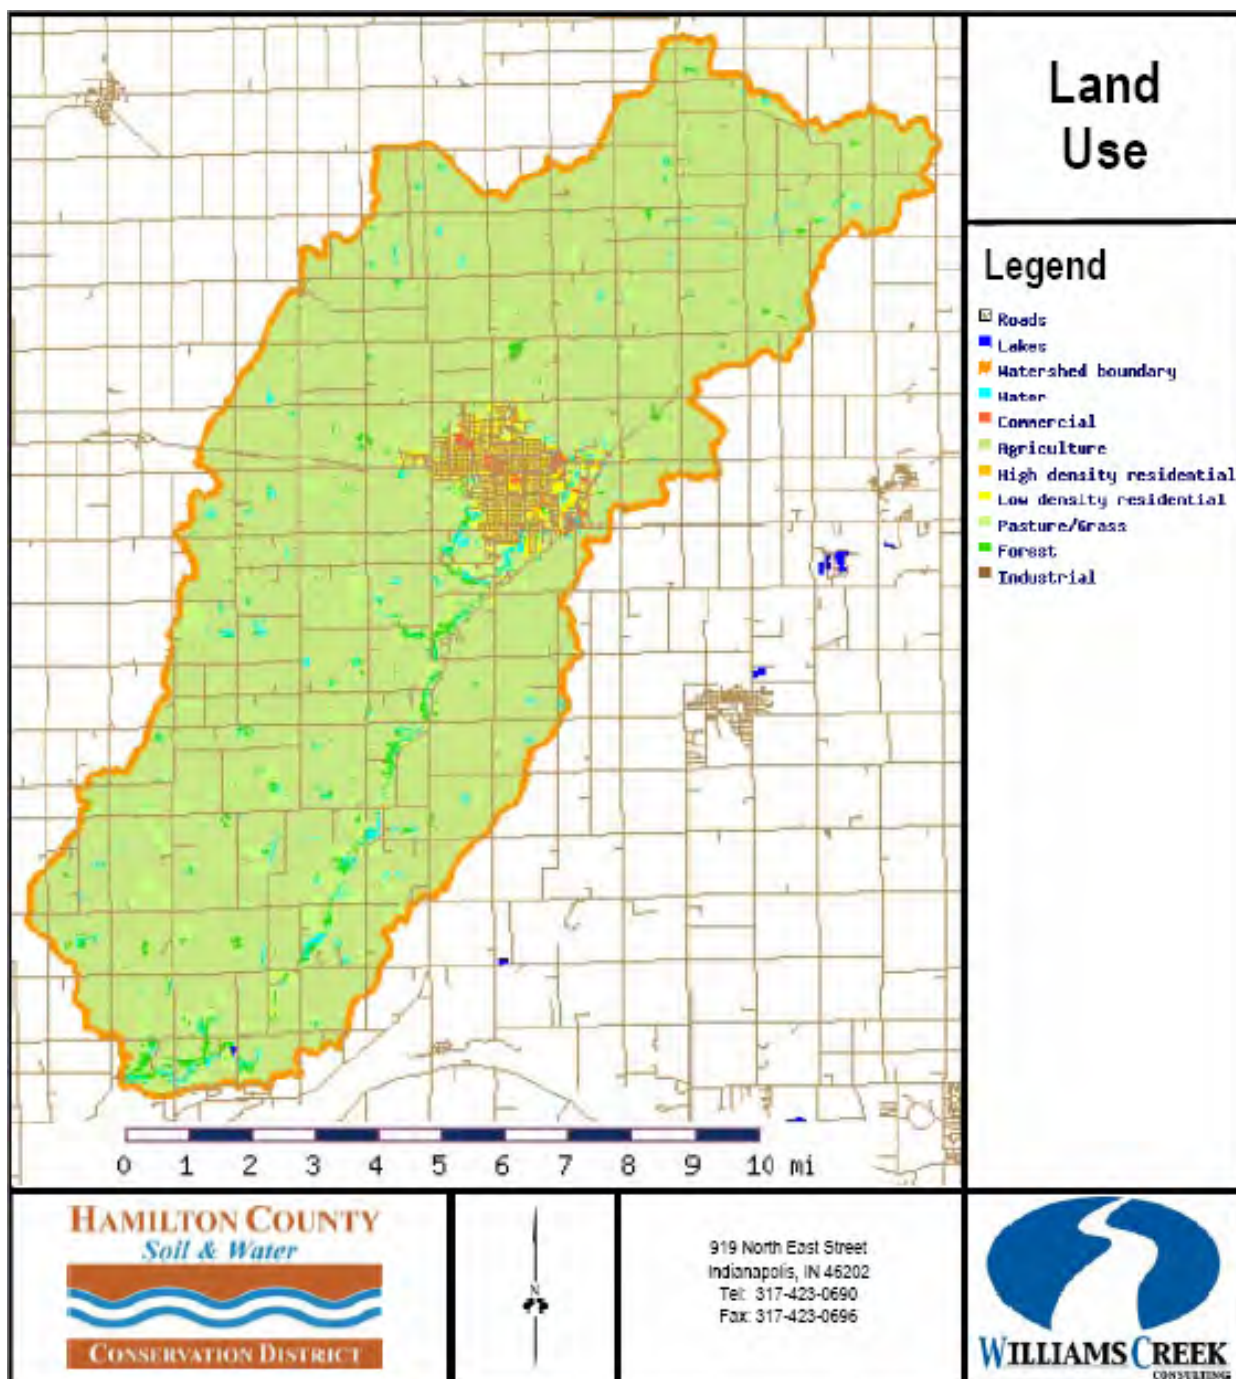 Land
Use
Legend
Roads
Lakes
Watershed boundary
Water
Commercial
Agriculture
High density residential
Low density residential
Pasture/Grass
Forest
Industrial
0 1 2 3 4 5 6 7 8 9 10 mi
HAMILTON COUNTY
Soil & Water
CONSERVATION DISTRICT
N
919 North East Street
Indianapolis, IN 46202
Tel: 317-423-0690
Fax: 317-423-0696
WILLIAMS CREEK
CONSULTING